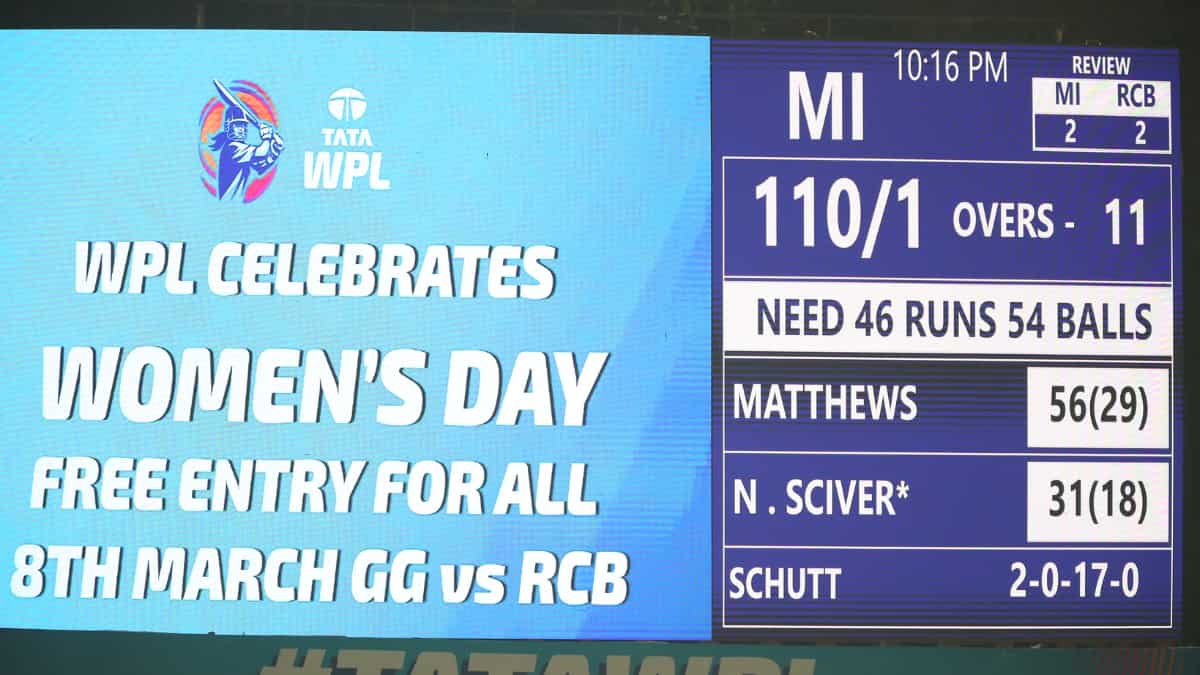 TATA
WPL
WPL CELEBRATES
WOMEN'S DAY
FREE ENTRY FOR ALL
8TH MARCH GG vs RCB
10:16 PM
MI
REVIEW
MI RCB
2 2
110/1 OVERS - 11
NEED 46 RUNS 54 BALLS
MATTHEWS 56(29)
N . SCIVER* 31(18)
SCHUTT 2-0-17-0
#TATAWPL